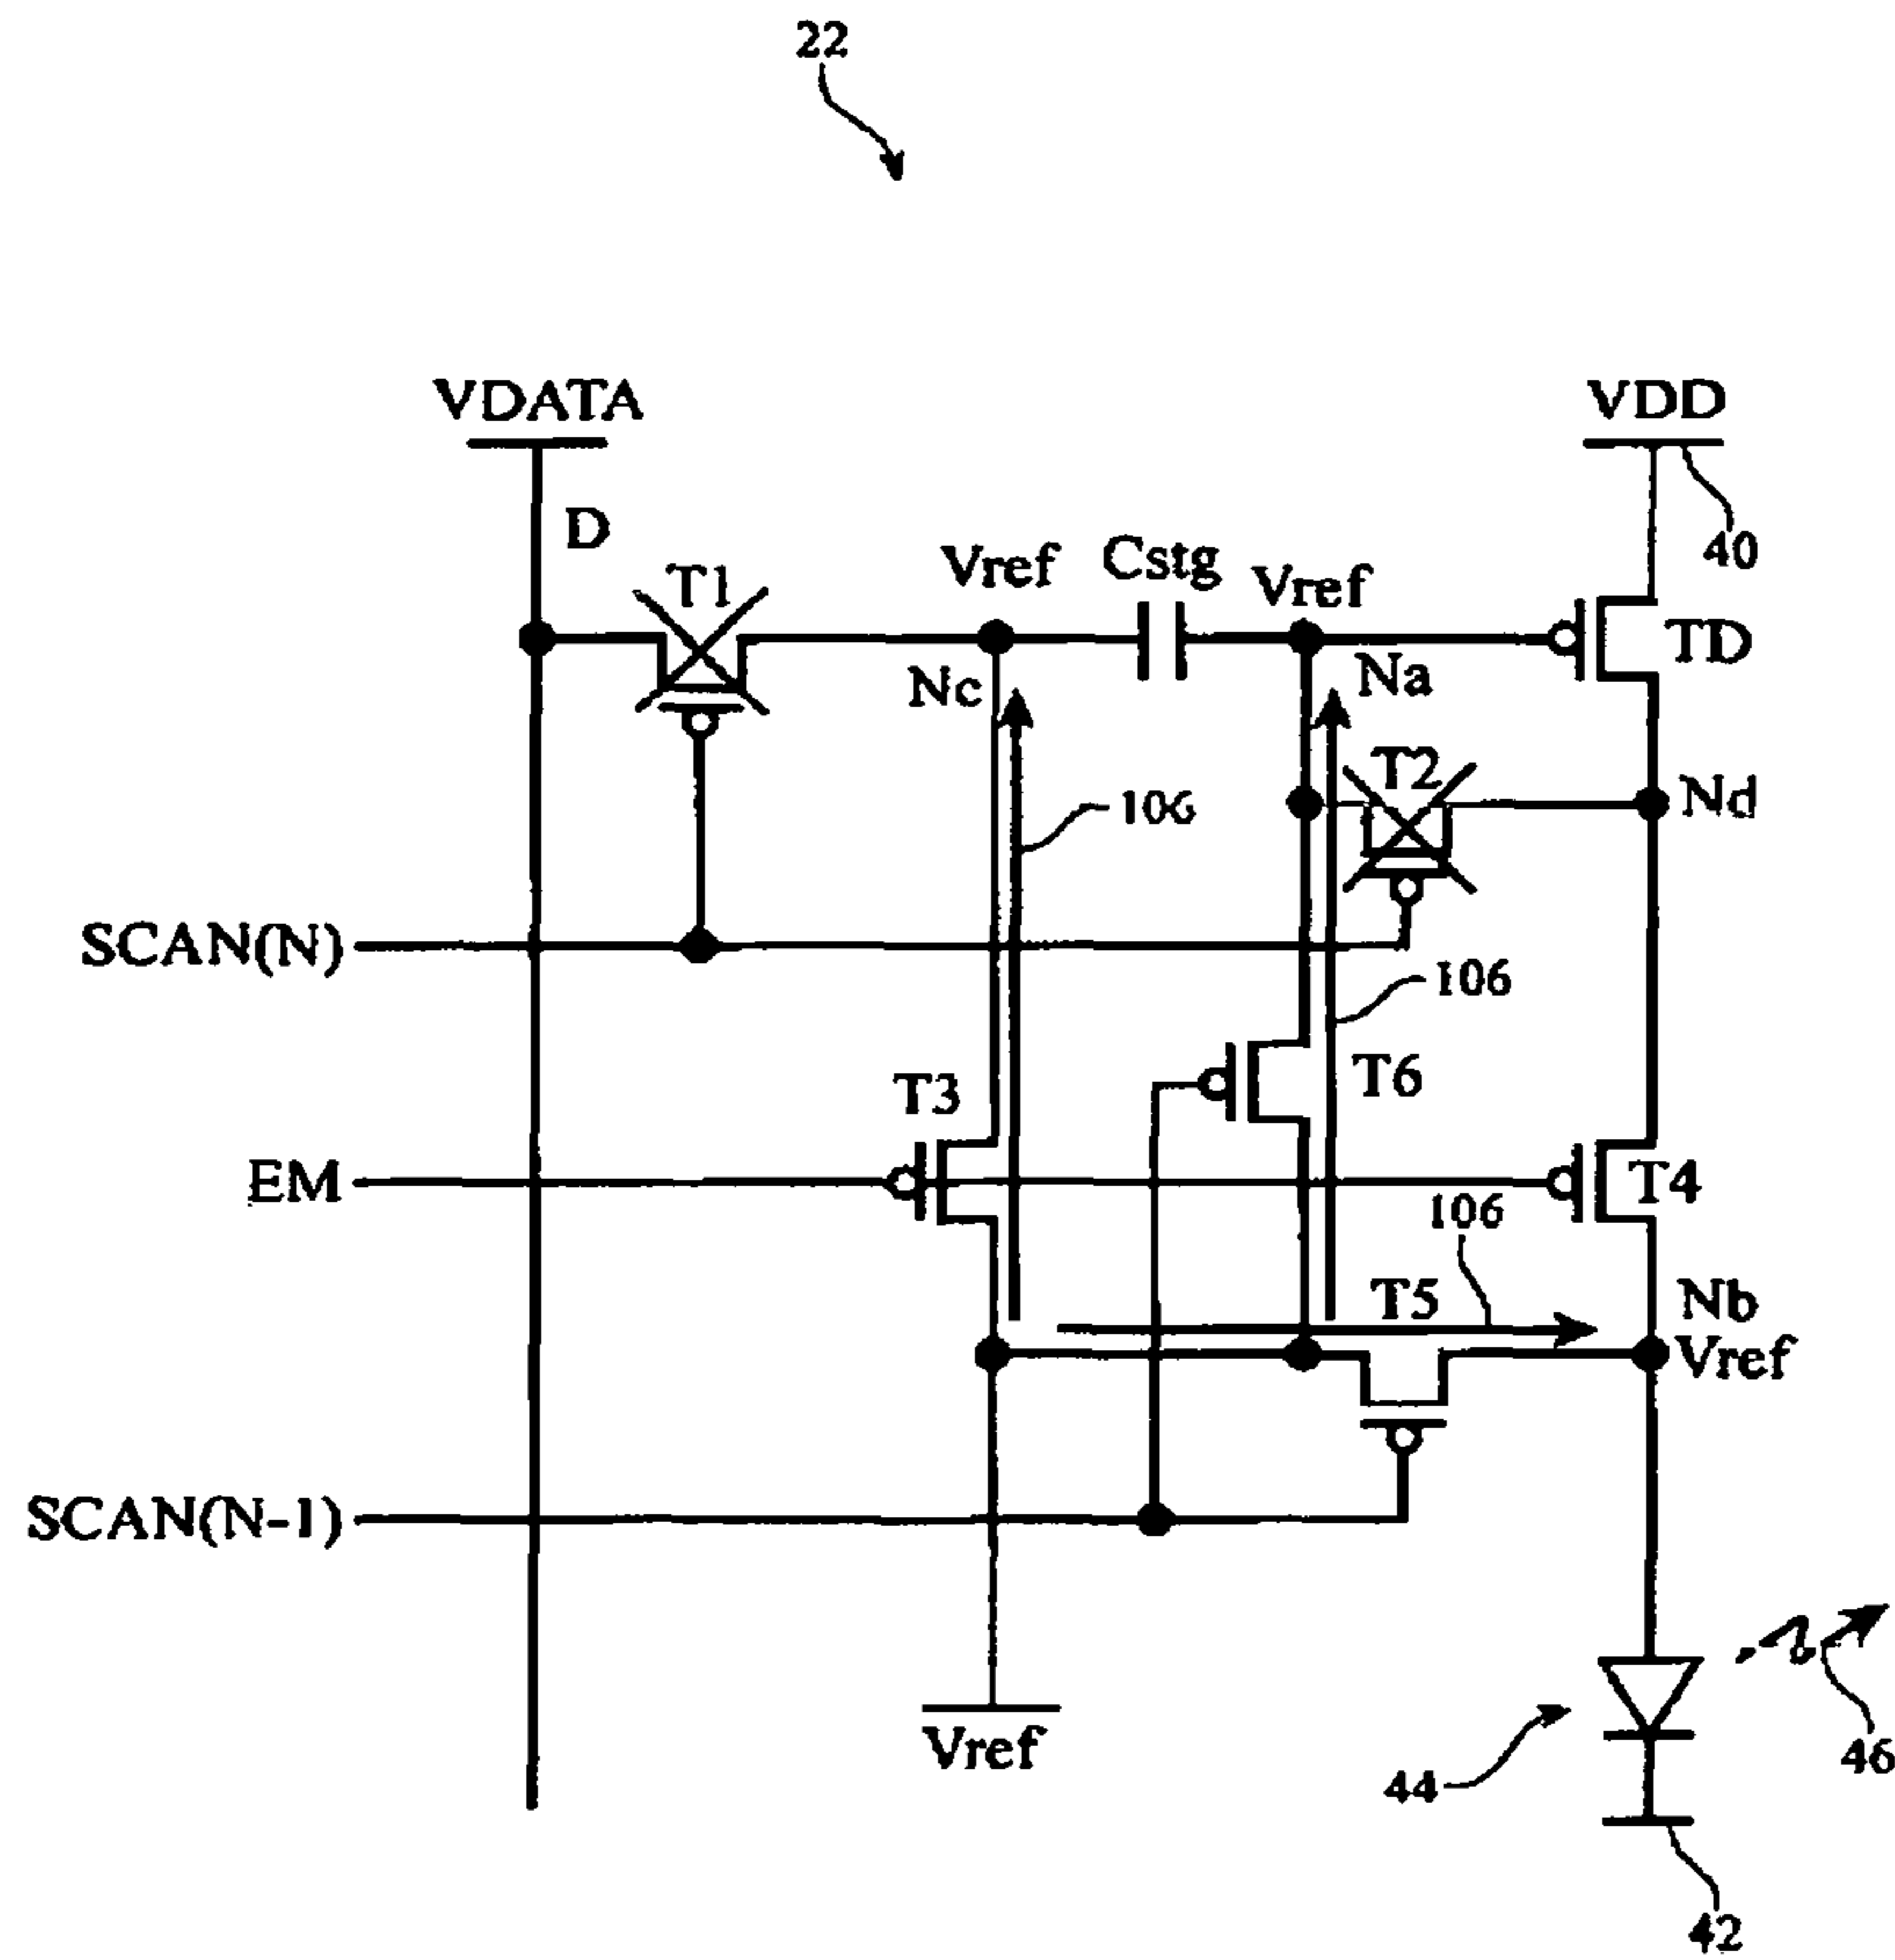 22
VDATA
VDD
D
40
T1
Vref
Cstg
Vref
TD
Nc
Na
T2
Nd
106
SCAN(N)
106
T3
T6
EM
T4
106
T5
Nb
Vref
SCAN(N-1)
Vref
46
44
42